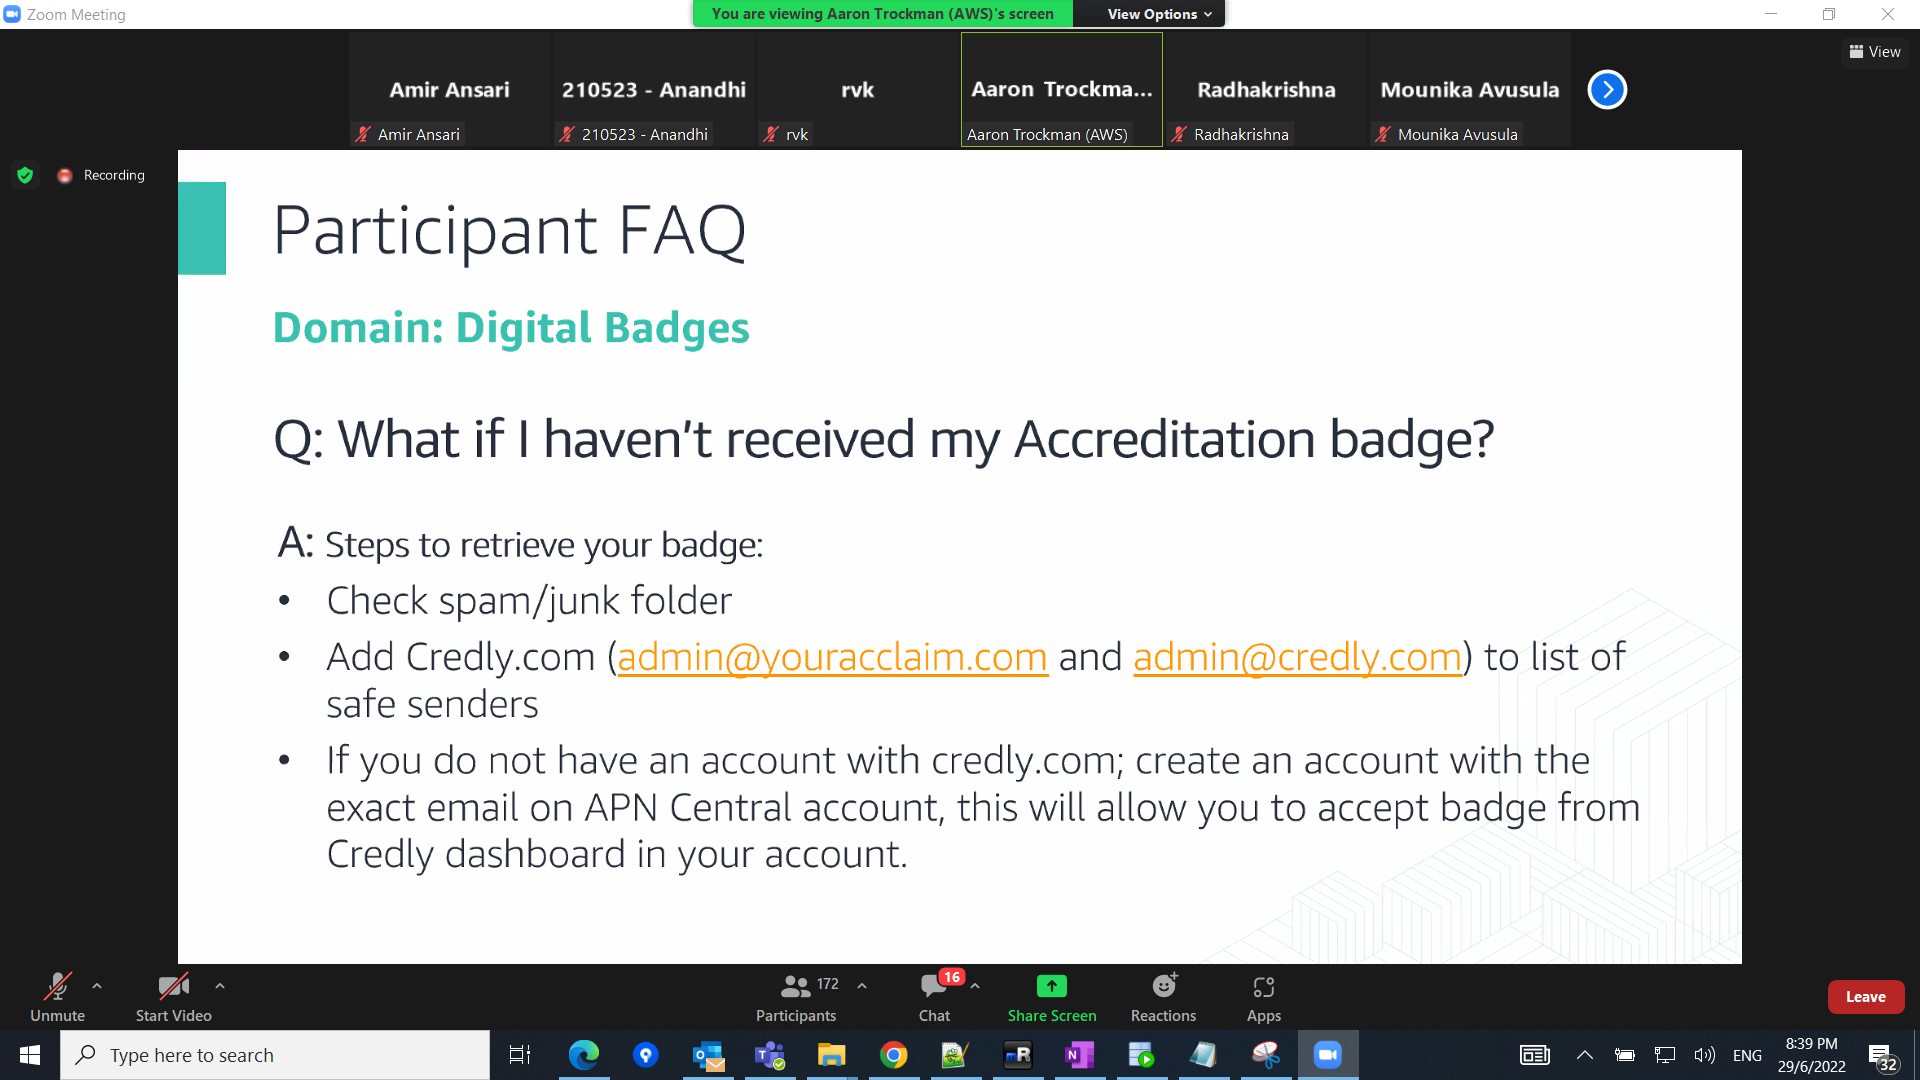 Zoom Meeting
You are viewing Aaron Trockman (AWS)'s screen
View Options
View
Amir Ansari
210523 - Anandhi
rvk
Aaron Trockma...
Radhakrishna
Mounika Avusula
Amir Ansari
210523 - Anandhi
rvk
Aaron Trockman (AWS)
Radhakrishna
Mounika Avusula
Recording
Participant FAQ
Domain: Digital Badges
Q: What if I haven't received my Accreditation badge?
A: Steps to retrieve your badge:
• Check spam/junk folder
• Add Credly.com (admin@youracclaim.com and admin@credly.com) to list of
safe senders
• If you do not have an account with credly.com; create an account with the
exact email on APN Central account, this will allow you to accept badge from
Credly dashboard in your account.
Unmute
Start Video
172
Participants
16
Chat
Share Screen
Reactions
Apps
Leave
Type here to search
mR
ENG
8:39 PM
29/6/2022
32